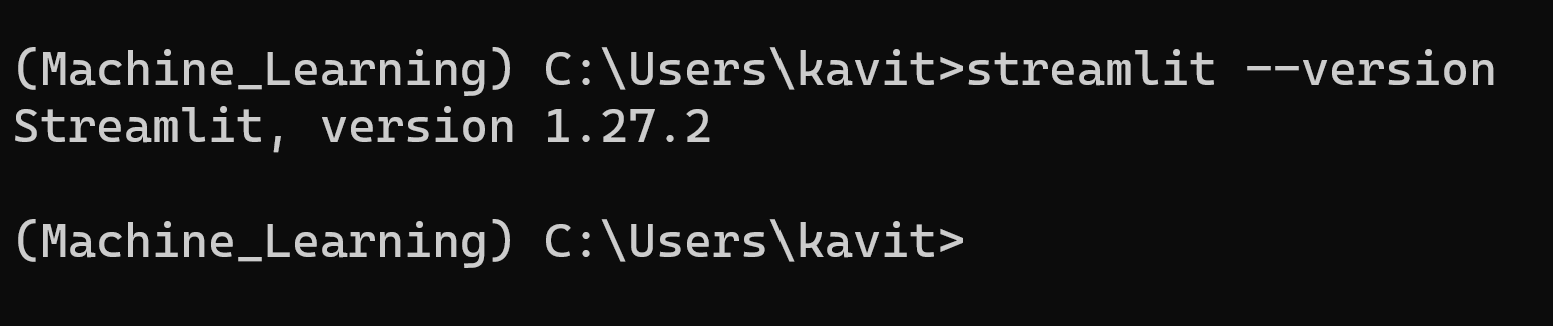 (Machine_Learning) C:\Users\kavit>streamlit --version
Streamlit, version 1.27.2
(Machine_Learning) C:\Users\kavit>